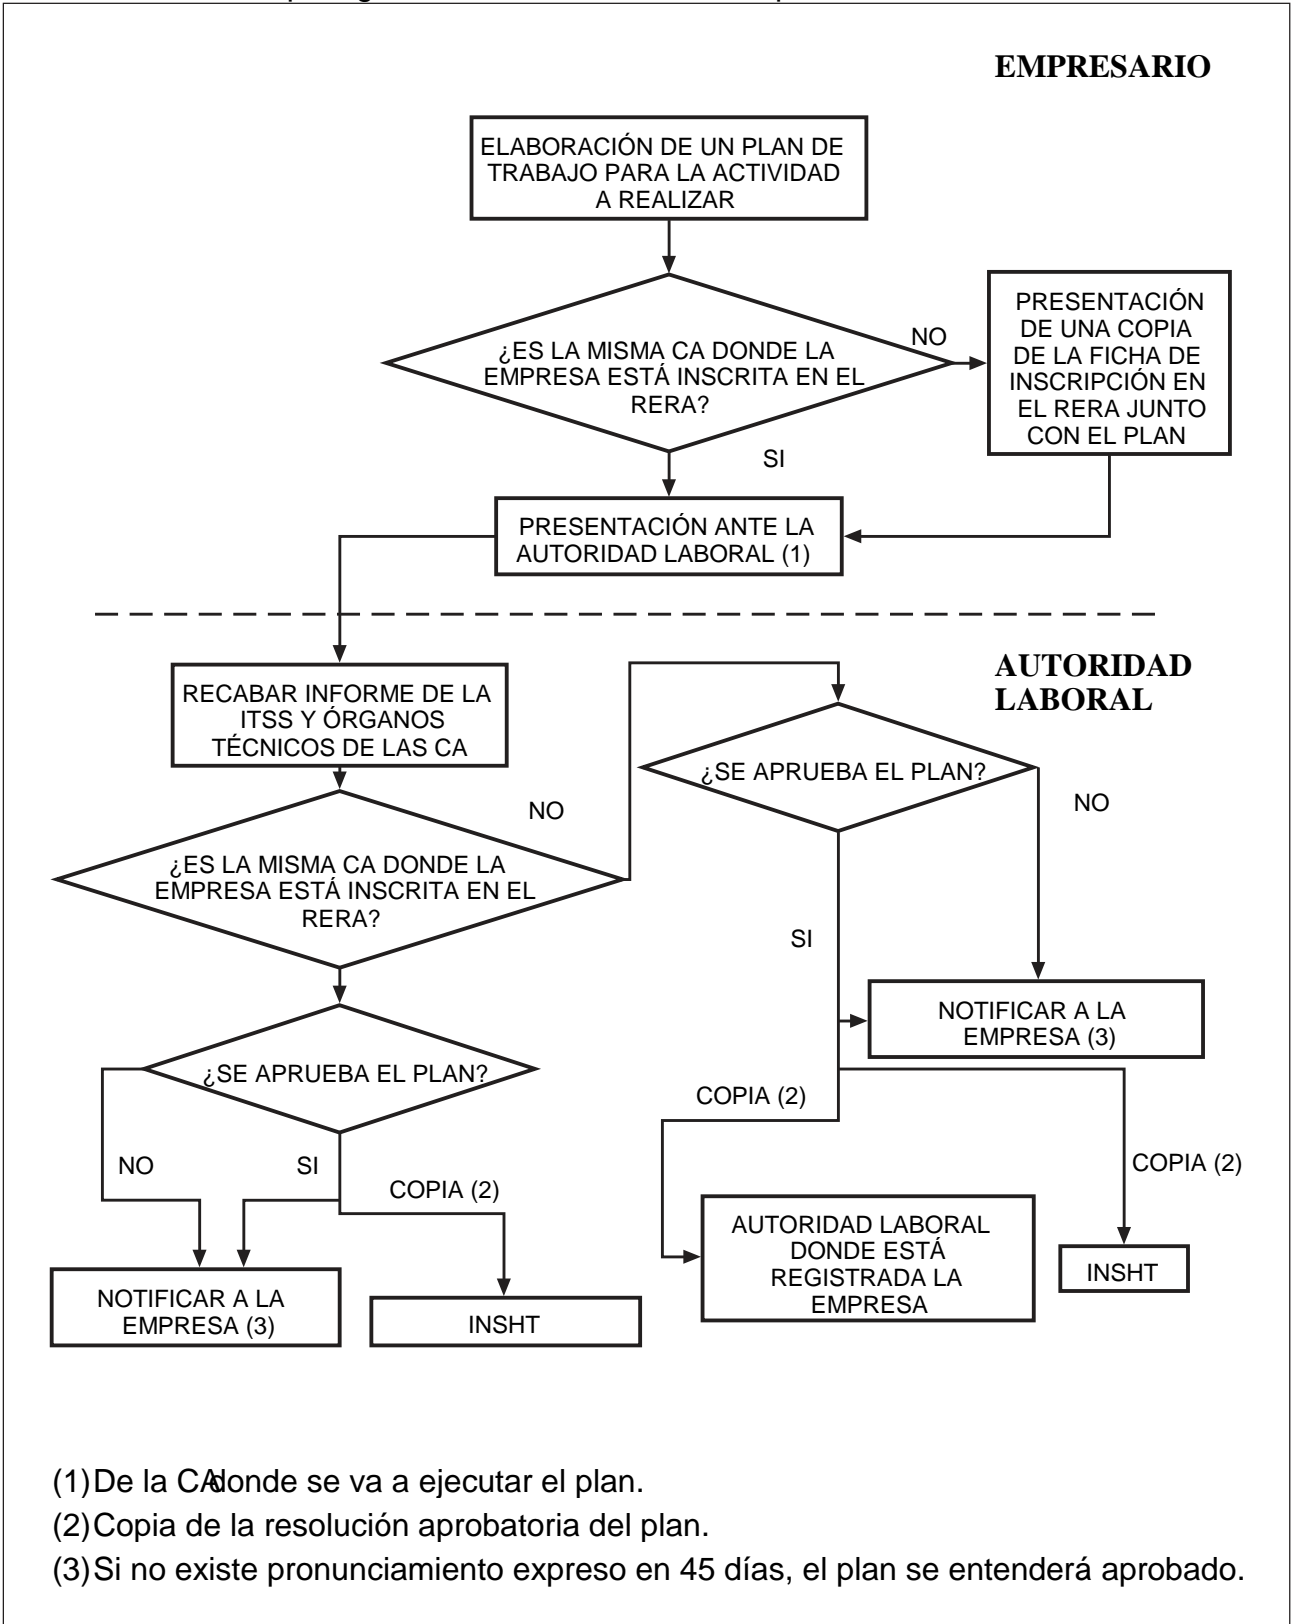 EMPRESARIO
ELABORACIÓN DE UN PLAN DE
TRABAJO PARA LA ACTIVIDAD
A REALIZAR
¿ES LA MISMA CA DONDE LA
EMPRESA ESTÁ INSCRITA EN EL
RERA?
NO
PRESENTACIÓN
DE UNA COPIA
DE LA FICHA DE
INSCRIPCIÓN EN
EL RERA JUNTO
CON EL PLAN
SI
PRESENTACIÓN ANTE LA
AUTORIDAD LABORAL (1)
AUTORIDAD
LABORAL
RECABAR INFORME DE LA
ITSS Y ÓRGANOS
TÉCNICOS DE LAS CA
¿ES LA MISMA CA DONDE LA
EMPRESA ESTÁ INSCRITA EN EL
RERA?
NO
¿SE APRUEBA EL PLAN?
NO
SI
NOTIFICAR A LA
EMPRESA (3)
COPIA (2)
COPIA (2)
AUTORIDAD LABORAL
DONDE ESTÁ
REGISTRADA LA
EMPRESA
INSHT
¿SE APRUEBA EL PLAN?
NO
SI
COPIA (2)
NOTIFICAR A LA
EMPRESA (3)
INSHT
(1) De la CA donde se va a ejecutar el plan.
(2) Copia de la resolución aprobatoria del plan.
(3) Si no existe pronunciamiento expreso en 45 días, el plan se entenderá aprobado.